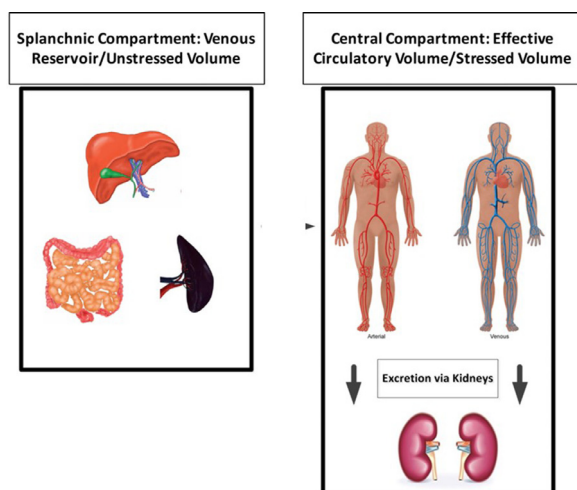 Splanchnic Compartment: Venous
Reservoir/Unstressed Volume
Central Compartment: Effective
Circulatory Volume/Stressed Volume
Arterial
Venous
Excretion via Kidneys